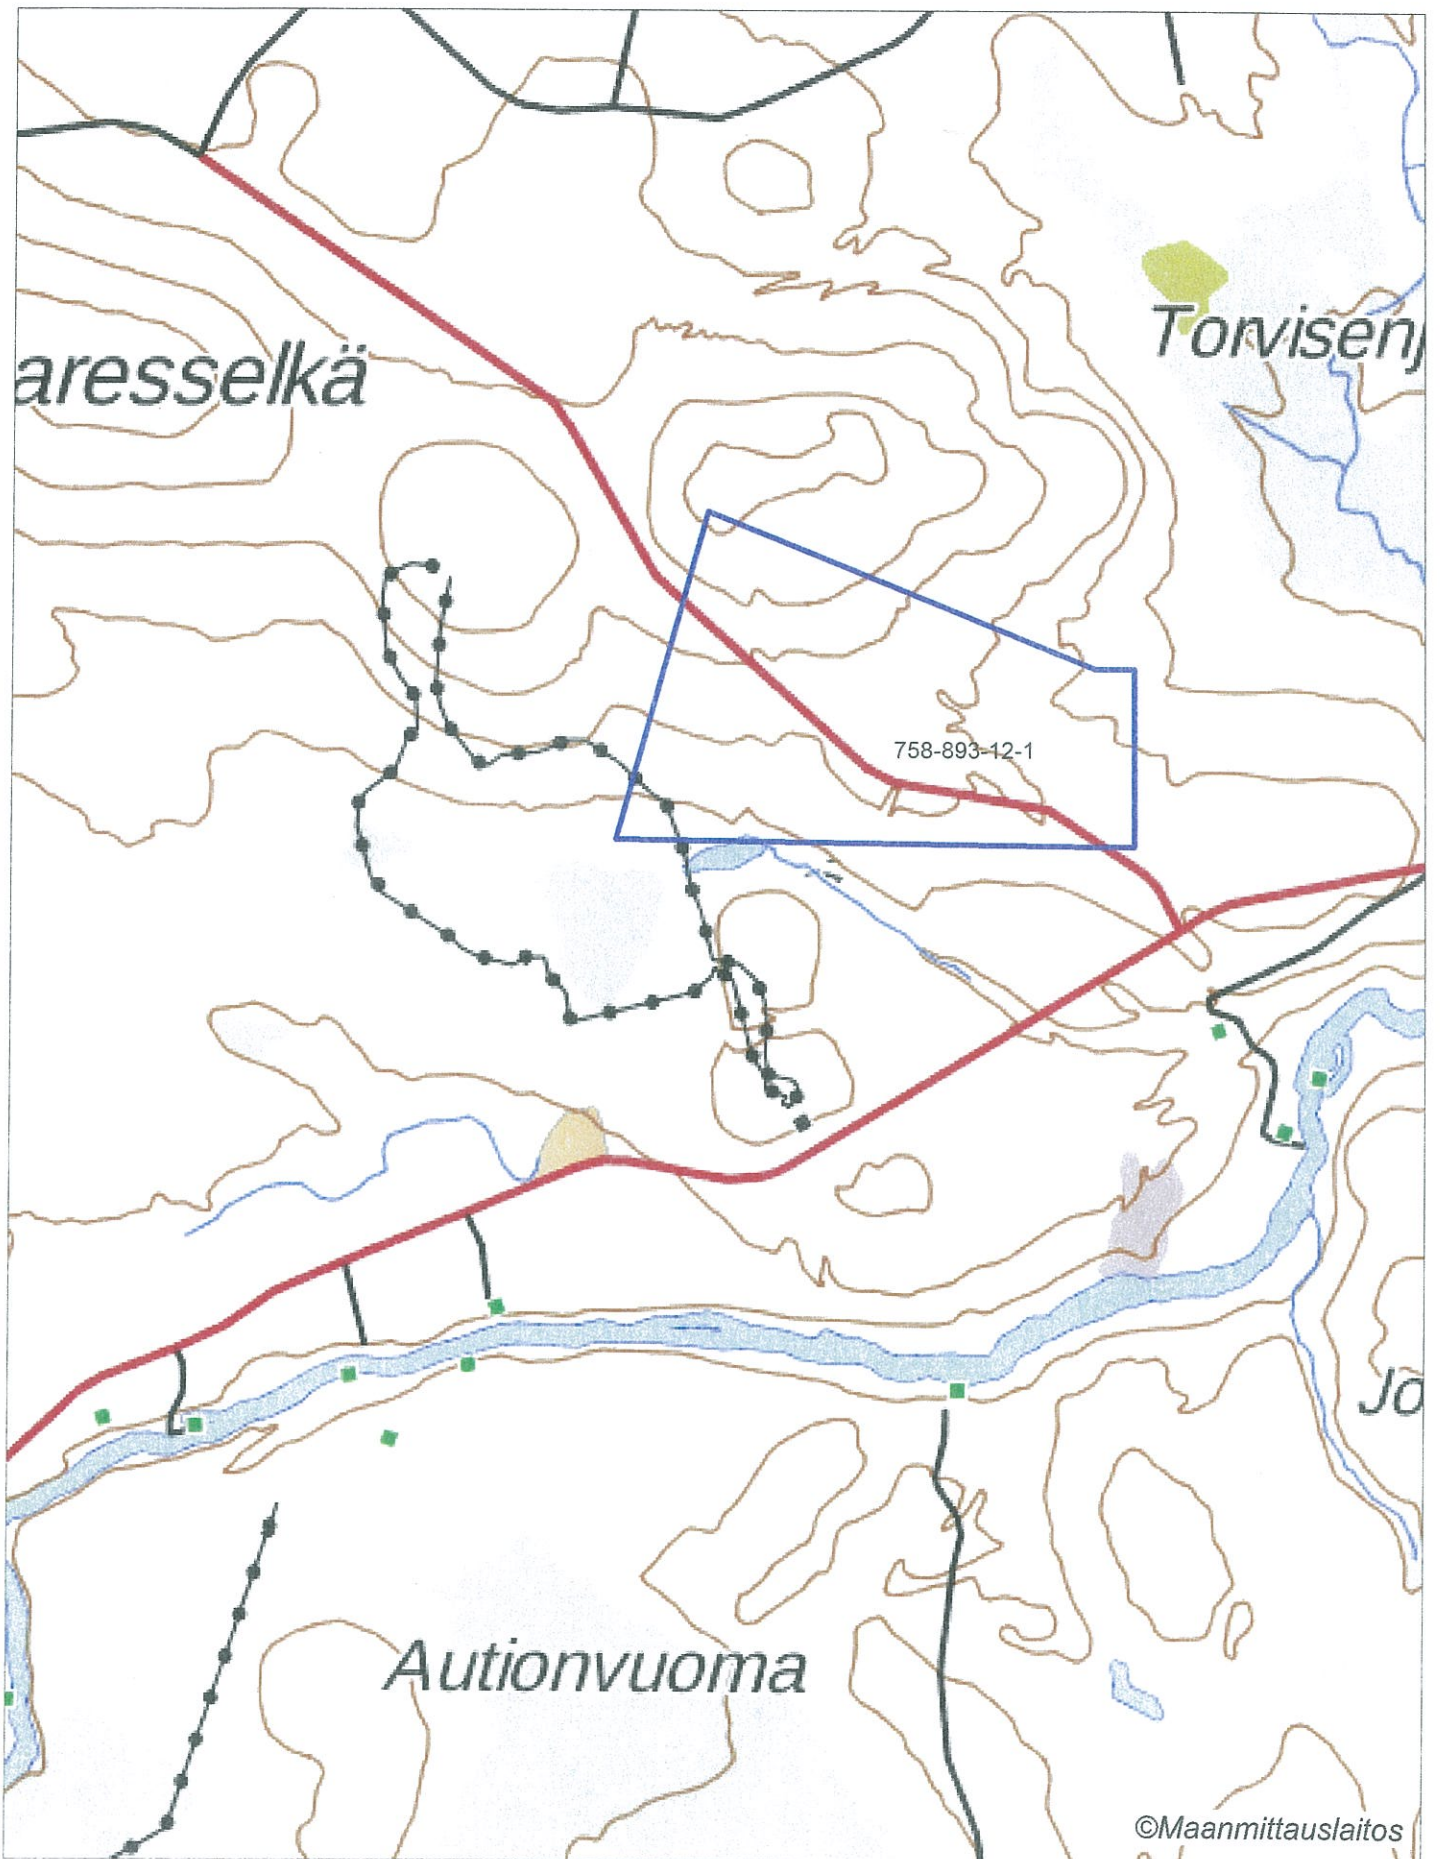 Torvisenj
aresselkä
758-893-12-1
Jo
Autionvuoma
©Maanmittauslaitos